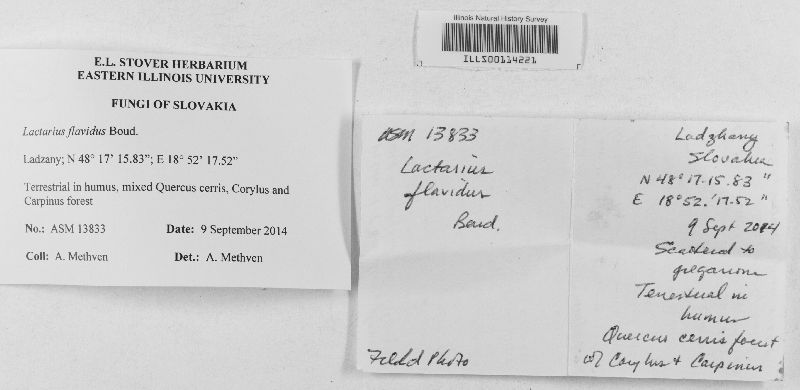 Illinois Natural History Survey
ILLS00114221
E.L. STOVER HERBARIUM
EASTERN ILLINOIS UNIVERSITY
FUNGI OF SLOVAKIA
Lactarius flavidus Boud.
Ladzany; N 48° 17' 15.83”; E 18° 52' 17.52”
Terrestrial in humus, mixed Quercus cerris, Corylus and
Carpinus forest
No.: ASM 13833 Date: 9 September 2014
Coll: A. Methven Det.: A. Methven
ASM 13833
Lactarius
flavidus
Boud.
Field Photo
Ladzhany
Slovakia
N 48° 17.15.83 "
E 18° 52.'17.52 "
9 Sept 2014
Scattered to
gregarious
Terrestrial in
humus
Quercus cerris forest
w/ Corylus + Carpinus